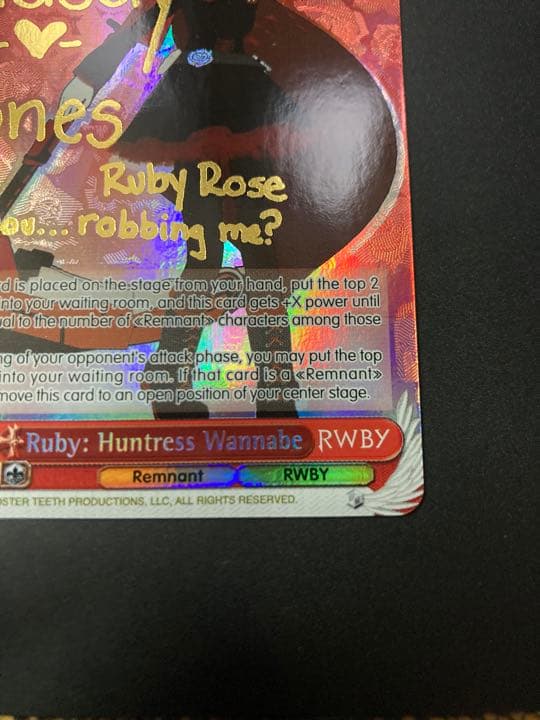 nes
Ruby Rose
ou... robbing me?
rd is placed on the stage from your hand, put the top 2
into your waiting room, and this card gets +X power until
ual to the number of «Remnant» characters among those
ng of your opponent's attack phase, you may put the top
into your waiting room. If that card is a «Remnant»
move this card to an open position of your center stage.
Ruby: Huntress Wannabe RWBY
Remnant RWBY
OSTER TEETH PRODUCTIONS, LLC, ALL RIGHTS RESERVED.